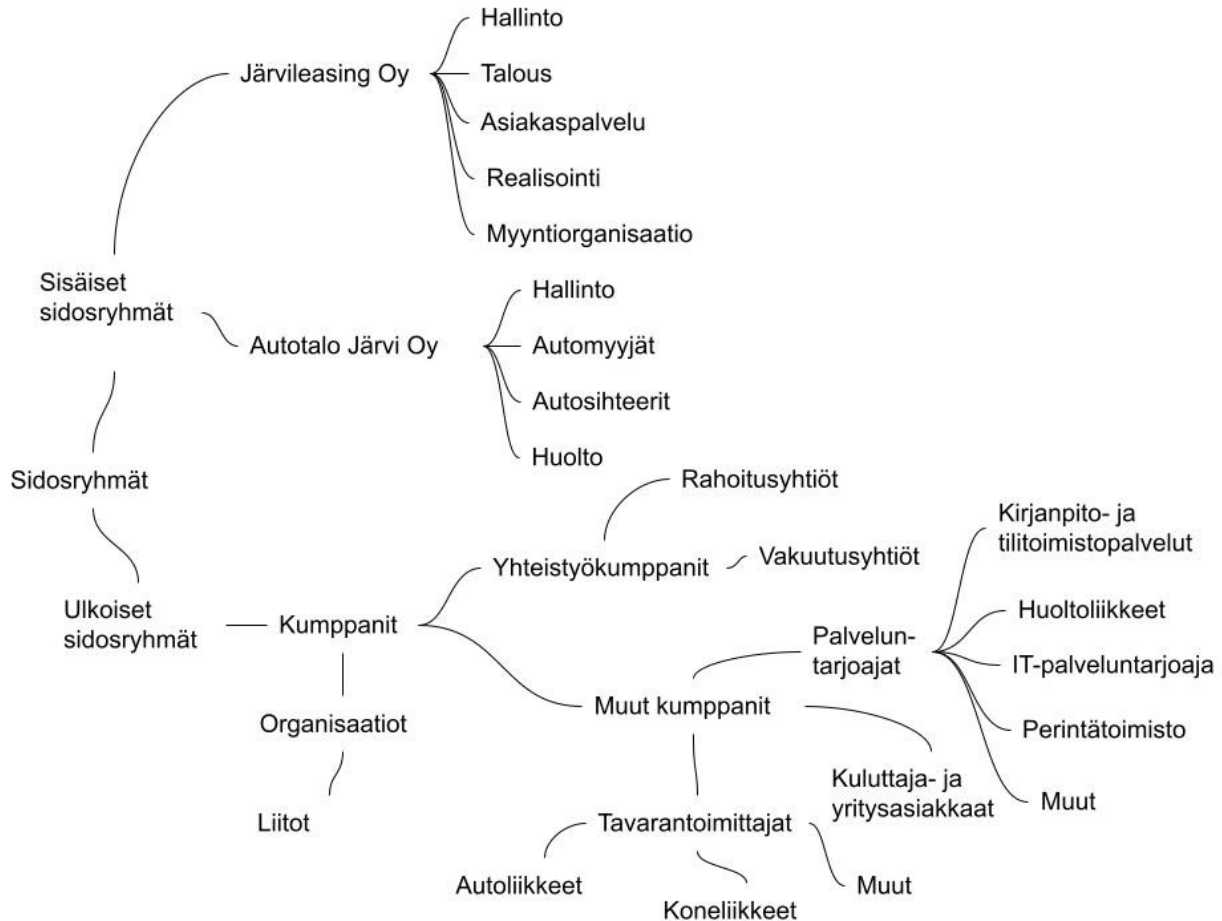 Hallinto
Järvileasing Oy
Talous
Asiakaspalvelu
Realisointi
Myyntiorganisaatio
Sisäiset
sidosryhmät
Hallinto
Autotalo Järvi Oy
Automyyjät
Autosihteerit
Huolto
Sidosryhmät
Rahoitusyhtiöt
Kirjanpito- ja
tilitoimistopalvelut
Yhteistyökumppanit
Vakuutusyhtiöt
Ulkoiset
sidosryhmät
Kumppanit
Palvelun-
tarjoajat
Huoltoliikkeet
IT-palveluntarjoaja
Muut kumppanit
Organisaatiot
Perintätoimisto
Kuluttaja- ja
yritysasiakkaat
Muut
Liitot
Tavarantoimittajat
Autoliikkeet
Koneliikkeet
Muut